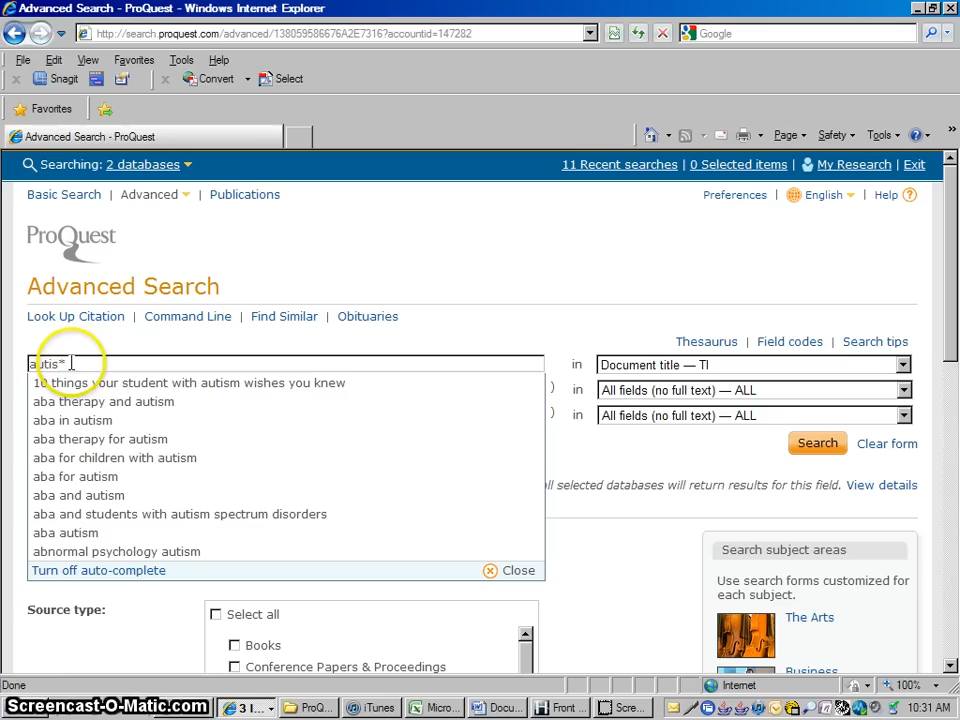 Advanced Search - ProQuest - Windows Internet Explorer
http://search.proquest.com/advanced/138059586676A2E7316?accountid=147282
Google
File Edit View Favorites Tools Help
Snagit Convert Select
Favorites
Advanced Search - ProQuest
Page Safety Tools
Searching: 2 databases
11 Recent searches | 0 Selected items | My Research | Exit
Basic Search | Advanced | Publications
Preferences | English | Help ?
ProQuest
Advanced Search
Look Up Citation | Command Line | Find Similar | Obituaries
Thesaurus | Field codes | Search tips
autis*
in Document title — TI
10 things your student with autism wishes you knew
) in All fields (no full text) — ALL
aba therapy and autism
) in All fields (no full text) — ALL
aba in autism
aba therapy for autism
Search Clear form
aba for children with autism
aba for autism
all selected databases will return results for this field. View details
aba and autism
aba and students with autism spectrum disorders
aba autism
abnormal psychology autism
Turn off auto-complete
Close
Search subject areas
Use search forms customized for
each subject.
The Arts
Business
Source type:
Select all
Books
Conference Papers & Proceedings
Done
Internet
100%
Screencast-O-Matic.com
3 I... ProQ... iTunes Micro... Docu... Front ... Scre...
10:31 AM